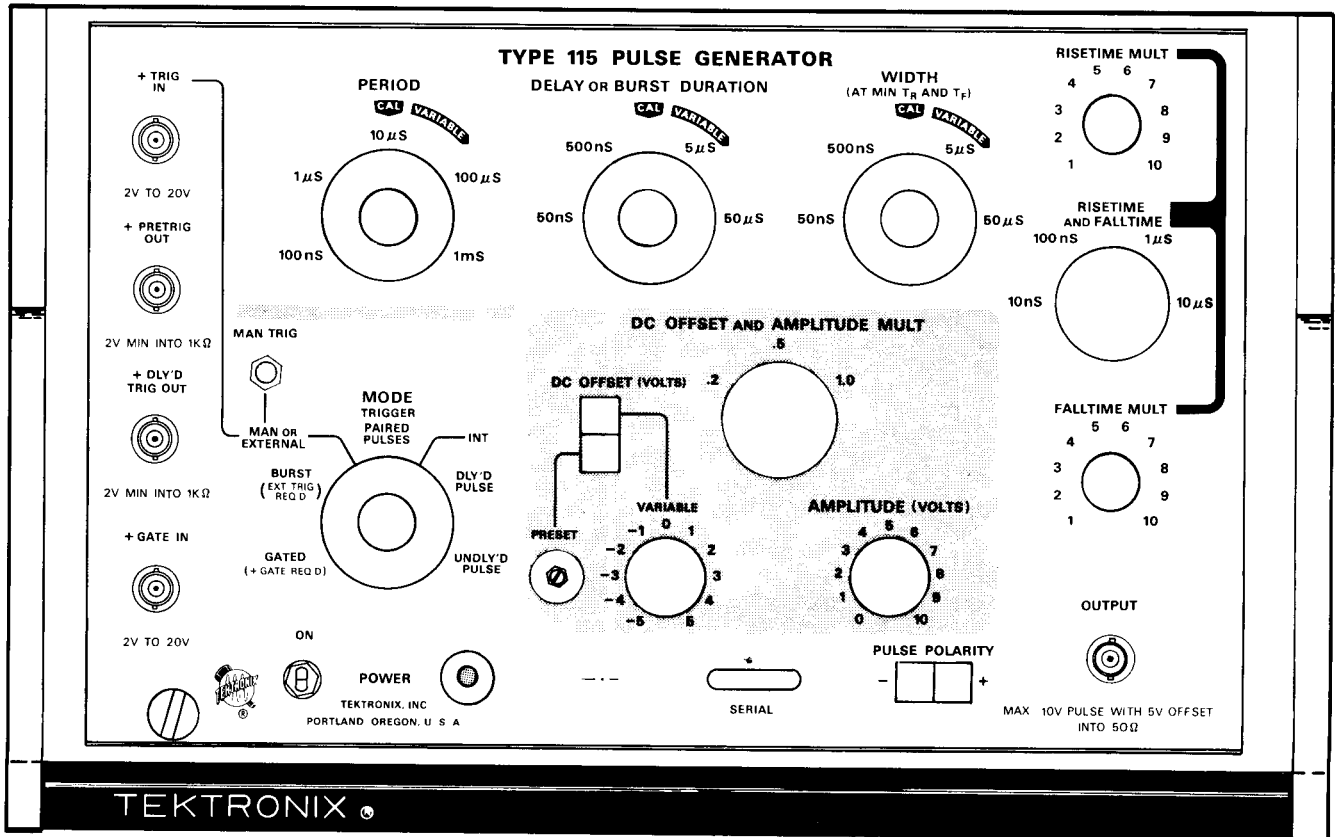 TYPE 115 PULSE GENERATOR
+ TRIG
IN
2V TO 20V
+ PRETRIG
OUT
2V MIN INTO 1KΩ
+ DLY'D
TRIG OUT
2V MIN INTO 1KΩ
+ GATE IN
2V TO 20V
PERIOD
CAL VARIABLE
100nS
1µS
10µS
100µS
1mS
DELAY OR BURST DURATION
CAL VARIABLE
50nS
500nS
5µS
50µS
WIDTH
(AT MIN TR AND TF)
CAL VARIABLE
50nS
500nS
5µS
50µS
RISETIME MULT
1 2 3 4 5 6 7 8 9 10
RISETIME
AND FALLTIME
10nS
100nS
1µS
10µS
FALLTIME MULT
1 2 3 4 5 6 7 8 9 10
MAN TRIG
MODE
TRIGGER
PAIRED
PULSES
MAN OR
EXTERNAL
INT
BURST
(EXT TRIG
REQ D)
DLY'D
PULSE
GATED
(+ GATE REQ D)
UNDLY'D
PULSE
DC OFFSET AND AMPLITUDE MULT
.2 .5 1.0
DC OFFSET (VOLTS)
PRESET
VARIABLE
-5 -4 -3 -2 -1 0 1 2 3 4 5
AMPLITUDE (VOLTS)
0 1 2 3 4 5 6 7 8 9 10
PULSE POLARITY
- +
OUTPUT
MAX 10V PULSE WITH 5V OFFSET
INTO 50Ω
ON
POWER
TEKTRONIX
®
TEKTRONIX, INC
PORTLAND OREGON, U S A
SERIAL
TEKTRONIX ®